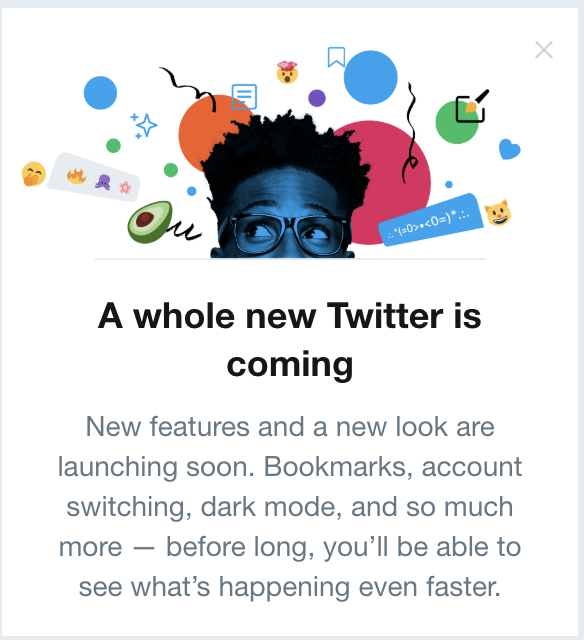 .:.*(=0>•<0=)*.:.
A whole new Twitter is
coming
New features and a new look are
launching soon. Bookmarks, account
switching, dark mode, and so much
more — before long, you’ll be able to
see what’s happening even faster.